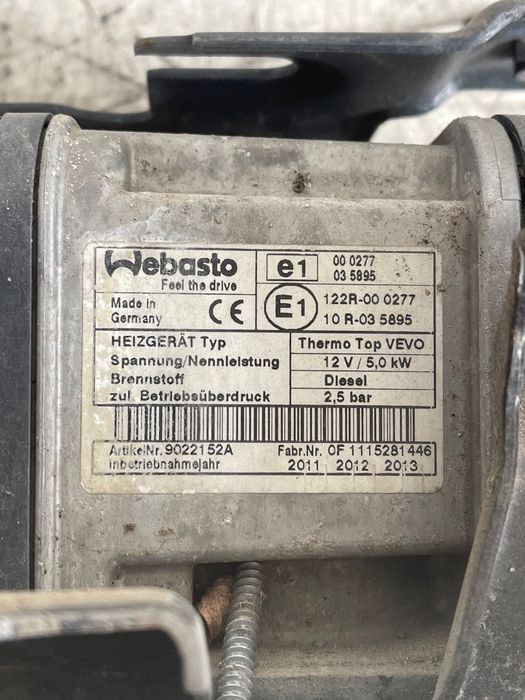 Webasto
Feel the drive
e1 00 0277
03 5895
Made in
Germany
CE
E1 122R-00 0277
10 R-03 5895
HEIZGERÄT Typ Thermo Top VEVO
Spannung/Nennleistung 12 V / 5,0 kW
Brennstoff Diesel
zul. Betriebsüberdruck 2,5 bar
ArtikelNr. 9022152A Fabr.Nr. 0F 1115281446
Inbetriebnahmejahr 2011 2012 2013